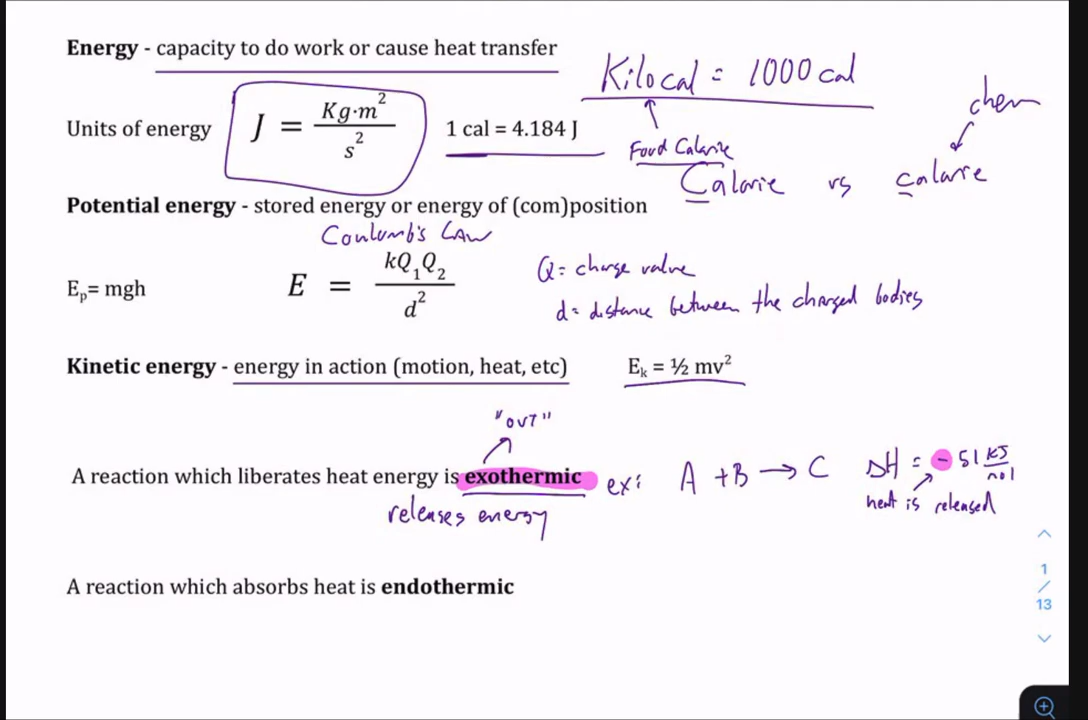 Energy - capacity to do work or cause heat transfer
Kilocal = 1000 cal
chem
Units of energy J = Kg·m² / s² 1 cal = 4.184 J
Food Calorie
Calorie vs calorie
Potential energy - stored energy or energy of (com)position
Coulomb's Law
Eₚ= mgh E = kQ₁Q₂ / d²
Q = charge value
d = distance between the charged bodies
Kinetic energy - energy in action (motion, heat, etc) Eₖ = ½ mv²
"out"
A reaction which liberates heat energy is exothermic ex: A + B → C ΔH = - 51 kJ / mol
releases energy
heat is released
A reaction which absorbs heat is endothermic
1
/
13